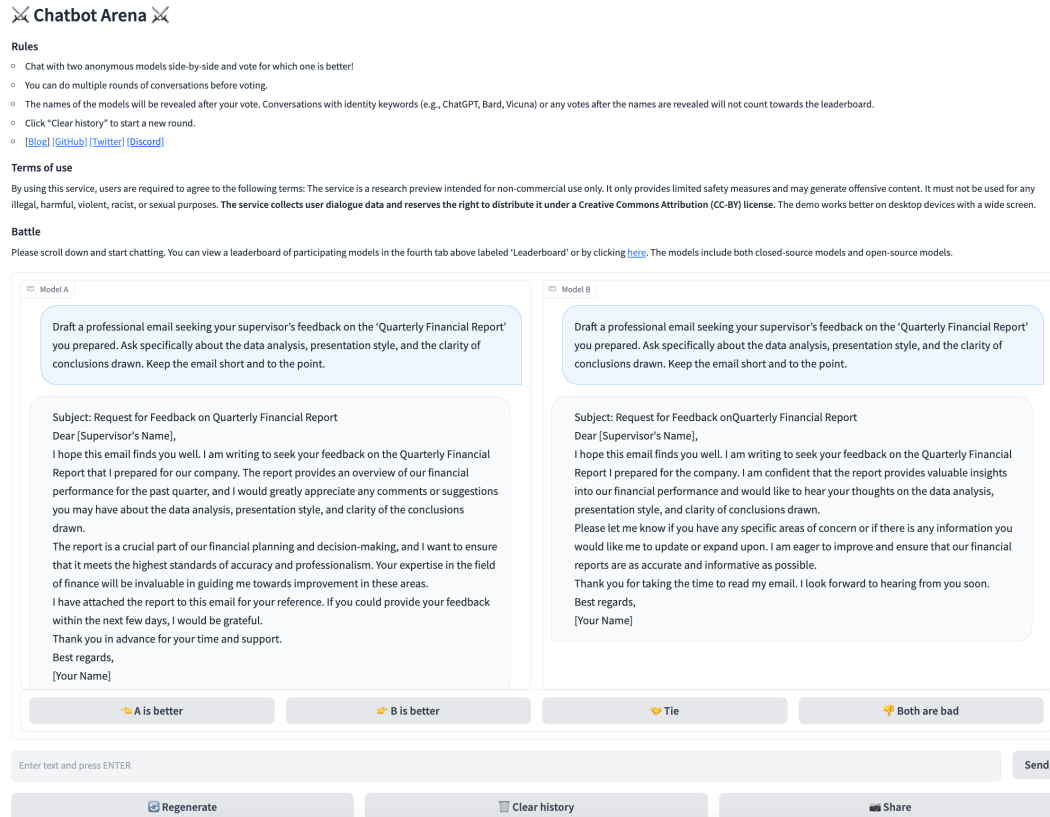 ⚔️ Chatbot Arena ⚔️
Rules
Chat with two anonymous models side-by-side and vote for which one is better!
You can do multiple rounds of conversations before voting.
The names of the models will be revealed after your vote. Conversations with identity keywords (e.g., ChatGPT, Bard, Vicuna) or any votes after the names are revealed will not count towards the leaderboard.
Click "Clear history" to start a new round.
[Blog] [GitHub] [Twitter] [Discord]
Terms of use
By using this service, users are required to agree to the following terms: The service is a research preview intended for non-commercial use only. It only provides limited safety measures and may generate offensive content. It must not be used for any
illegal, harmful, violent, racist, or sexual purposes. The service collects user dialogue data and reserves the right to distribute it under a Creative Commons Attribution (CC-BY) license. The demo works better on desktop devices with a wide screen.
Battle
Please scroll down and start chatting. You can view a leaderboard of participating models in the fourth tab above labeled 'Leaderboard' or by clicking here. The models include both closed-source models and open-source models.
Model A
Draft a professional email seeking your supervisor's feedback on the 'Quarterly Financial Report'
you prepared. Ask specifically about the data analysis, presentation style, and the clarity of
conclusions drawn. Keep the email short and to the point.
Subject: Request for Feedback on Quarterly Financial Report
Dear [Supervisor's Name],
I hope this email finds you well. I am writing to seek your feedback on the Quarterly Financial
Report that I prepared for our company. The report provides an overview of our financial
performance for the past quarter, and I would greatly appreciate any comments or suggestions
you may have about the data analysis, presentation style, and clarity of the conclusions
drawn.
The report is a crucial part of our financial planning and decision-making, and I want to ensure
that it meets the highest standards of accuracy and professionalism. Your expertise in the field
of finance will be invaluable in guiding me towards improvement in these areas.
I have attached the report to this email for your reference. If you could provide your feedback
within the next few days, I would be grateful.
Thank you in advance for your time and support.
Best regards,
[Your Name]
Model B
Draft a professional email seeking your supervisor's feedback on the 'Quarterly Financial Report'
you prepared. Ask specifically about the data analysis, presentation style, and the clarity of
conclusions drawn. Keep the email short and to the point.
Subject: Request for Feedback onQuarterly Financial Report
Dear [Supervisor's Name],
I hope this email finds you well. I am writing to seek your feedback on the Quarterly Financial
Report I prepared for the company. I am confident that the report provides valuable insights
into our financial performance and would like to hear your thoughts on the data analysis,
presentation style, and clarity of conclusions drawn.
Please let me know if you have any specific areas of concern or if there is any information you
would like me to update or expand upon. I am eager to improve and ensure that our financial
reports are as accurate and informative as possible.
Thank you for taking the time to read my email. I look forward to hearing from you soon.
Best regards,
[Your Name]
👈 A is better
👉 B is better
🤝 Tie
👎 Both are bad
Enter text and press ENTER
Send
🔄 Regenerate
🗑️ Clear history
📷 Share